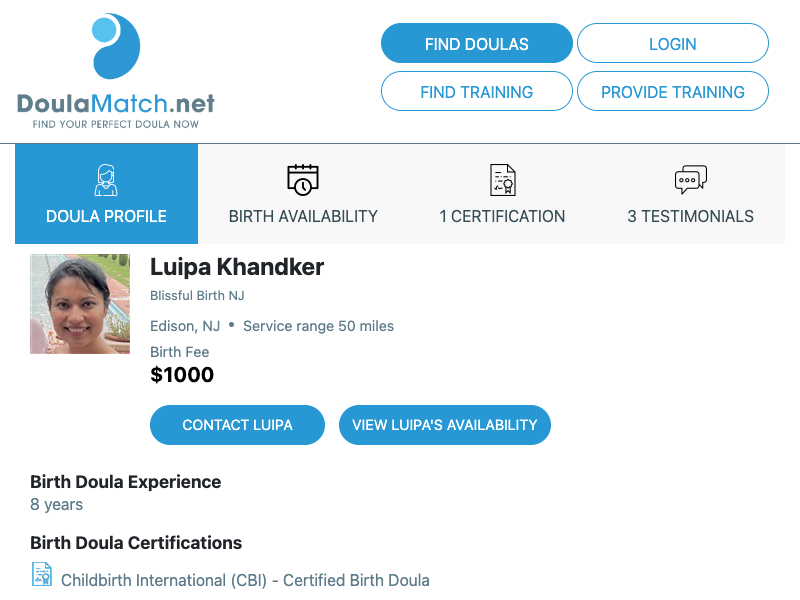 DoulaMatch.net
FIND YOUR PERFECT DOULA NOW
FIND DOULAS
LOGIN
FIND TRAINING
PROVIDE TRAINING
DOULA PROFILE
BIRTH AVAILABILITY
1 CERTIFICATION
3 TESTIMONIALS
Luipa Khandker
Blissful Birth NJ
Edison, NJ • Service range 50 miles
Birth Fee
$1000
CONTACT LUIPA
VIEW LUIPA'S AVAILABILITY
Birth Doula Experience
8 years
Birth Doula Certifications
Childbirth International (CBI) - Certified Birth Doula